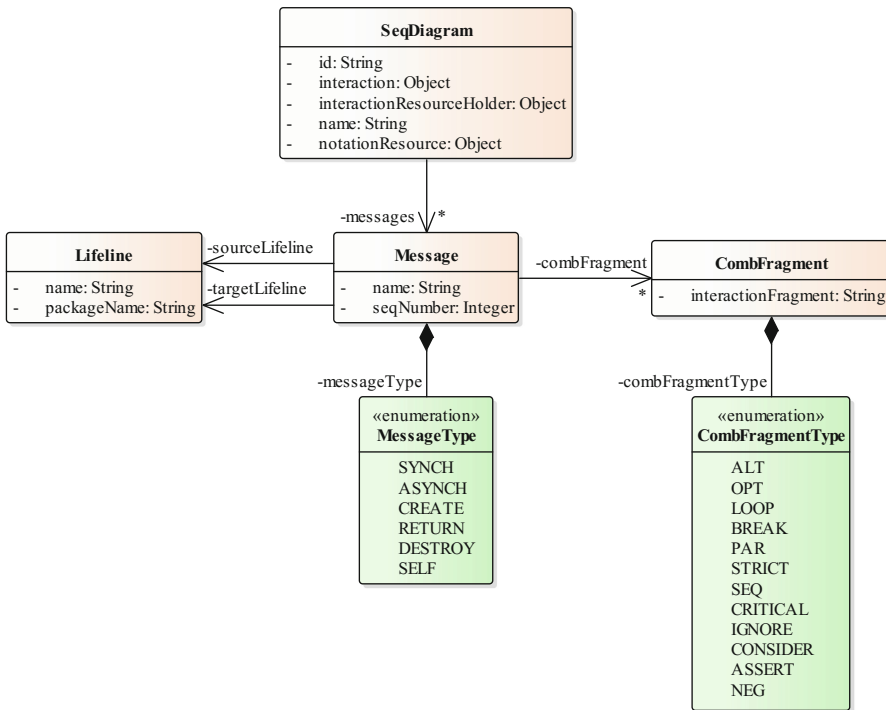 SeqDiagram
- id: String
- interaction: Object
- interactionResourceHolder: Object
- name: String
- notationResource: Object
-messages
*
Lifeline
- name: String
- packageName: String
-sourceLifeline
-targetLifeline
Message
- name: String
- seqNumber: Integer
-combFragment
*
CombFragment
- interactionFragment: String
-messageType
«enumeration»
MessageType
SYNCH
ASYNCH
CREATE
RETURN
DESTROY
SELF
-combFragmentType
«enumeration»
CombFragmentType
ALT
OPT
LOOP
BREAK
PAR
STRICT
SEQ
CRITICAL
IGNORE
CONSIDER
ASSERT
NEG